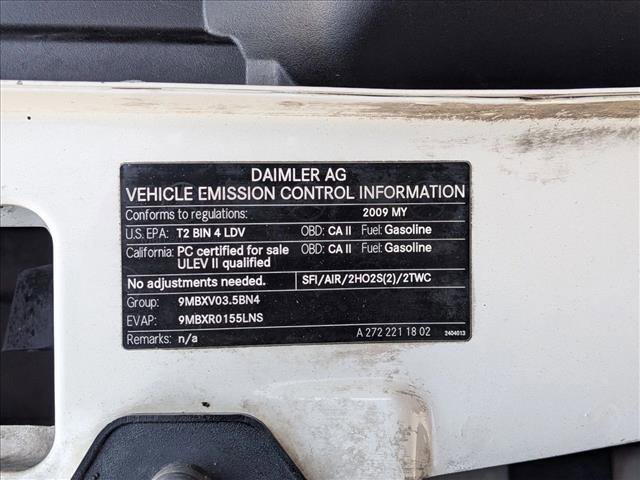 DAIMLER AG
VEHICLE EMISSION CONTROL INFORMATION
Conforms to regulations: 2009 MY
U.S. EPA: T2 BIN 4 LDV OBD: CA II Fuel: Gasoline
California: PC certified for sale OBD: CA II Fuel: Gasoline
ULEV II qualified
No adjustments needed. SFI/AIR/2HO2S(2)/2TWC
Group: 9MBXV03.5BN4
EVAP: 9MBXR0155LNS
Remarks: n/a A 272 221 18 02 2404013